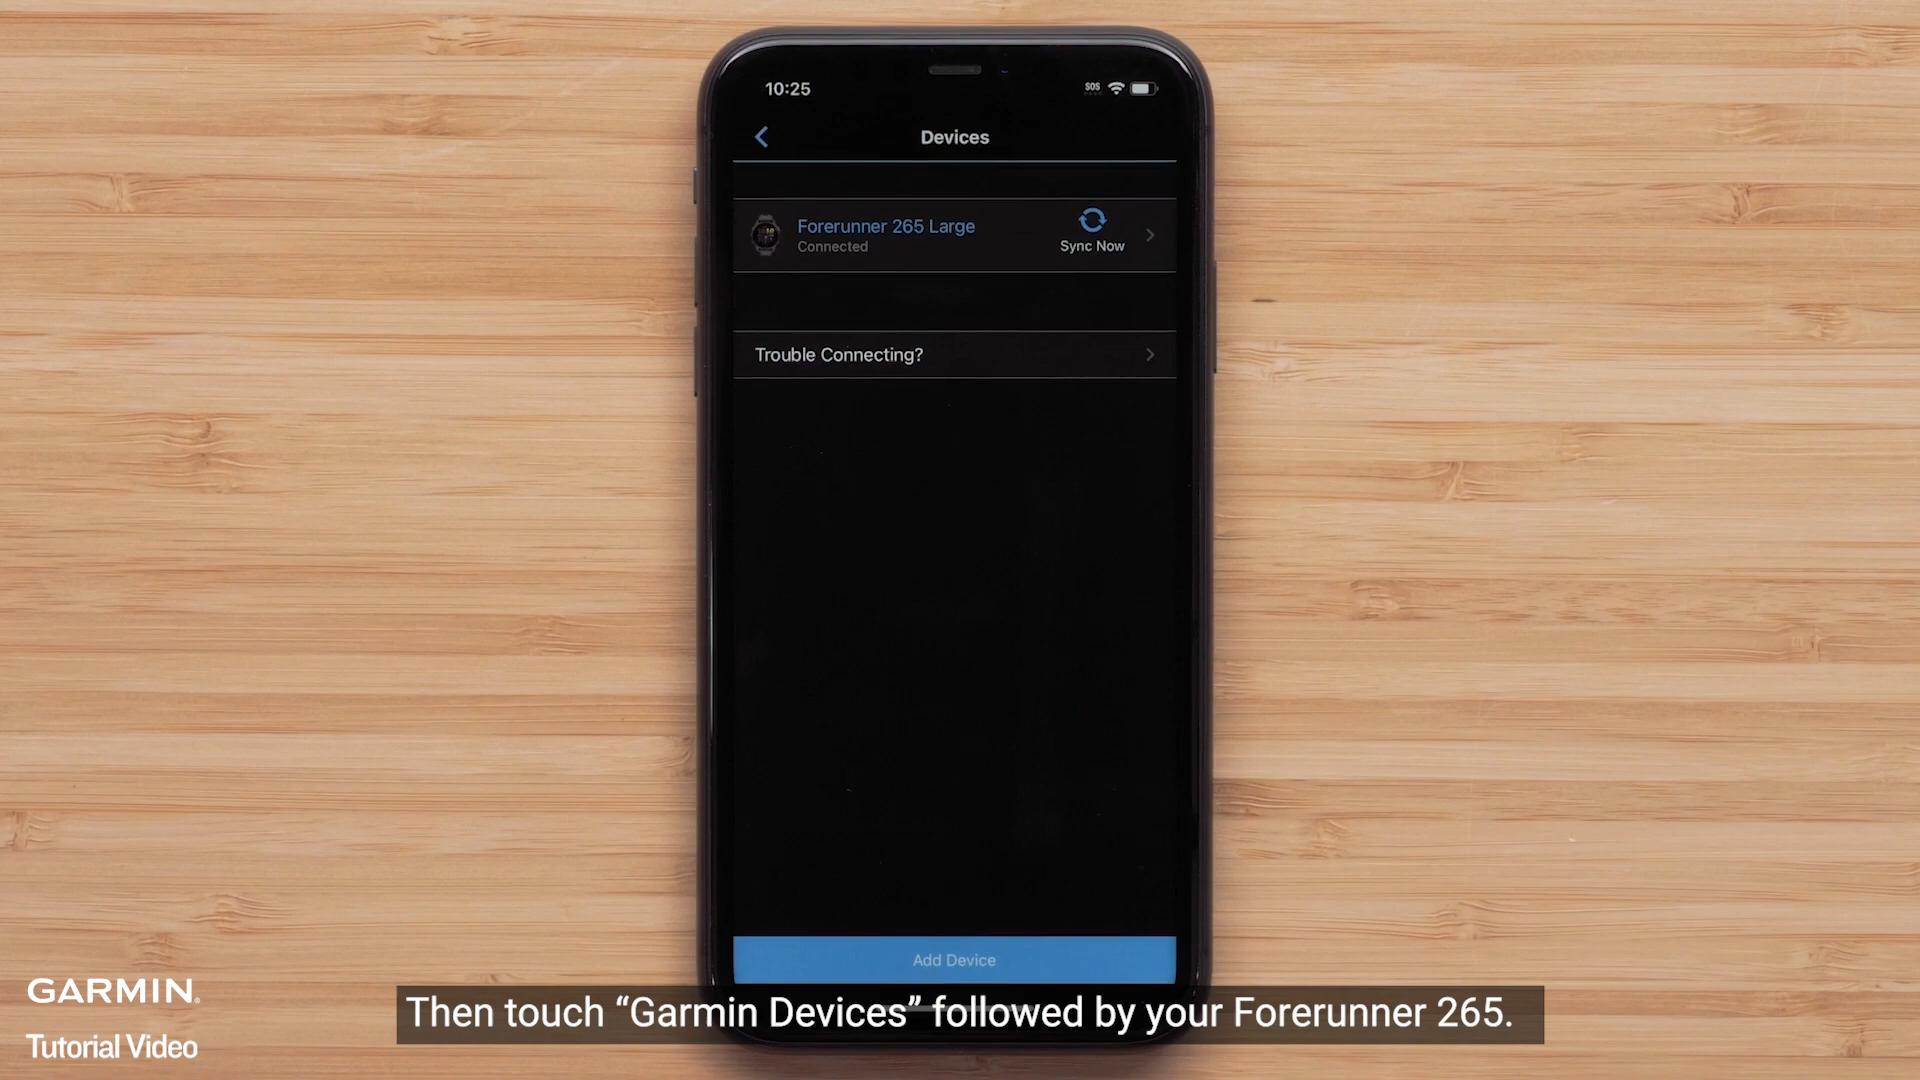 10:25
SOS
Devices
Forerunner 265 Large
Connected
Sync Now
Trouble Connecting?
Add Device
GARMIN.
Then touch “Garmin Devices” followed by your Forerunner 265.
Tutorial Video